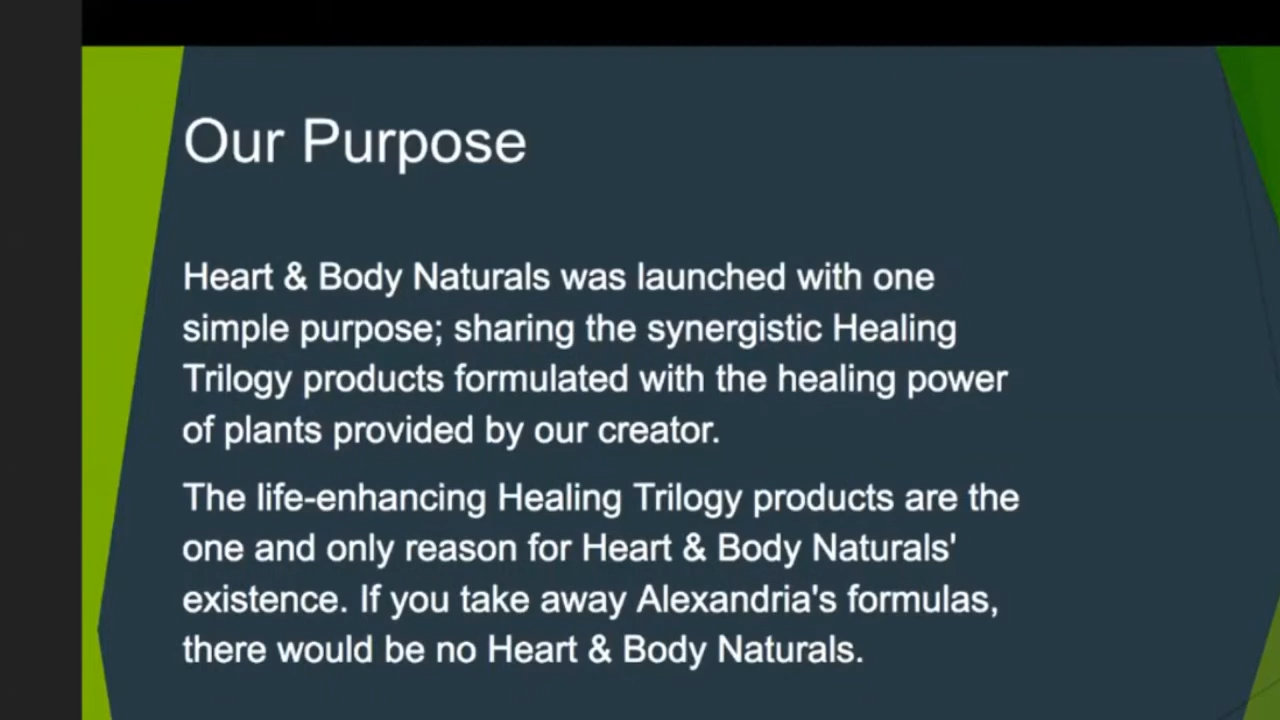 Our Purpose
Heart & Body Naturals was launched with one
simple purpose; sharing the synergistic Healing
Trilogy products formulated with the healing power
of plants provided by our creator.
The life-enhancing Healing Trilogy products are the
one and only reason for Heart & Body Naturals'
existence. If you take away Alexandria's formulas,
there would be no Heart & Body Naturals.